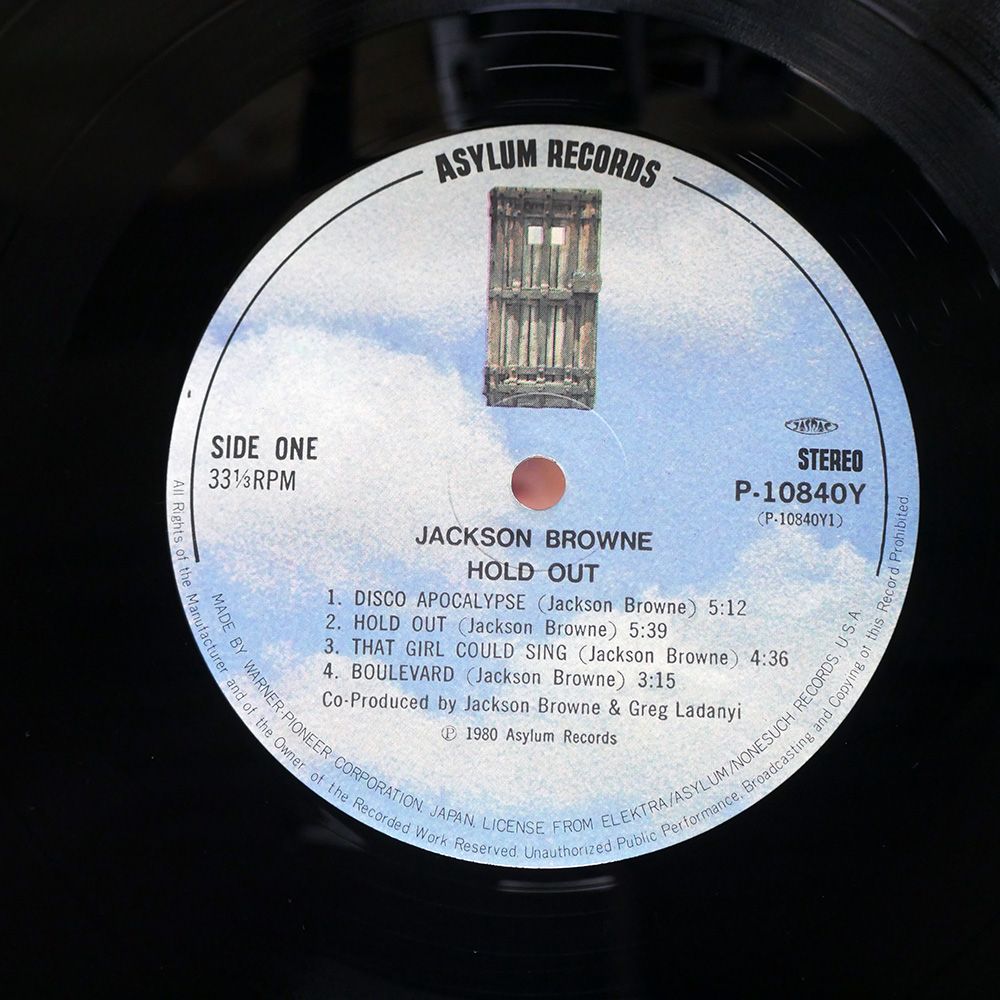 ASYLUM RECORDS
SIDE ONE
33⅓RPM
JASRAC
STEREO
P-10840Y
(P-10840Y1)
JACKSON BROWNE
HOLD OUT
1. DISCO APOCALYPSE (Jackson Browne) 5:12
2. HOLD OUT (Jackson Browne) 5:39
3. THAT GIRL COULD SING (Jackson Browne) 4:36
4. BOULEVARD (Jackson Browne) 3:15
Co-Produced by Jackson Browne & Greg Ladanyi
Ⓟ 1980 Asylum Records
MADE BY WARNER-PIONEER CORPORATION, JAPAN. LICENSE FROM ELEKTRA/ASYLUM/NONESUCH RECORDS, U.S.A.
All Rights of the Manufacturer and of the Owner of the Recorded Work Reserved. Unauthorized Public Performance, Broadcasting and Copying of this Record Prohibited.